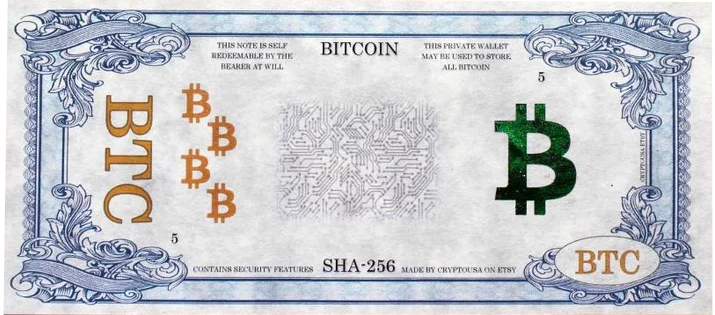 THIS NOTE IS SELF
REDEEMABLE BY THE
BEARER AT WILL
BITCOIN
THIS PRIVATE WALLET
MAY BE USED TO STORE
ALL BITCOIN
5
BTC
CRYPTOUSA ETSY
5
CONTAINS SECURITY FEATURES SHA-256 MADE BY CRYPTOUSA ON ETSY
BTC